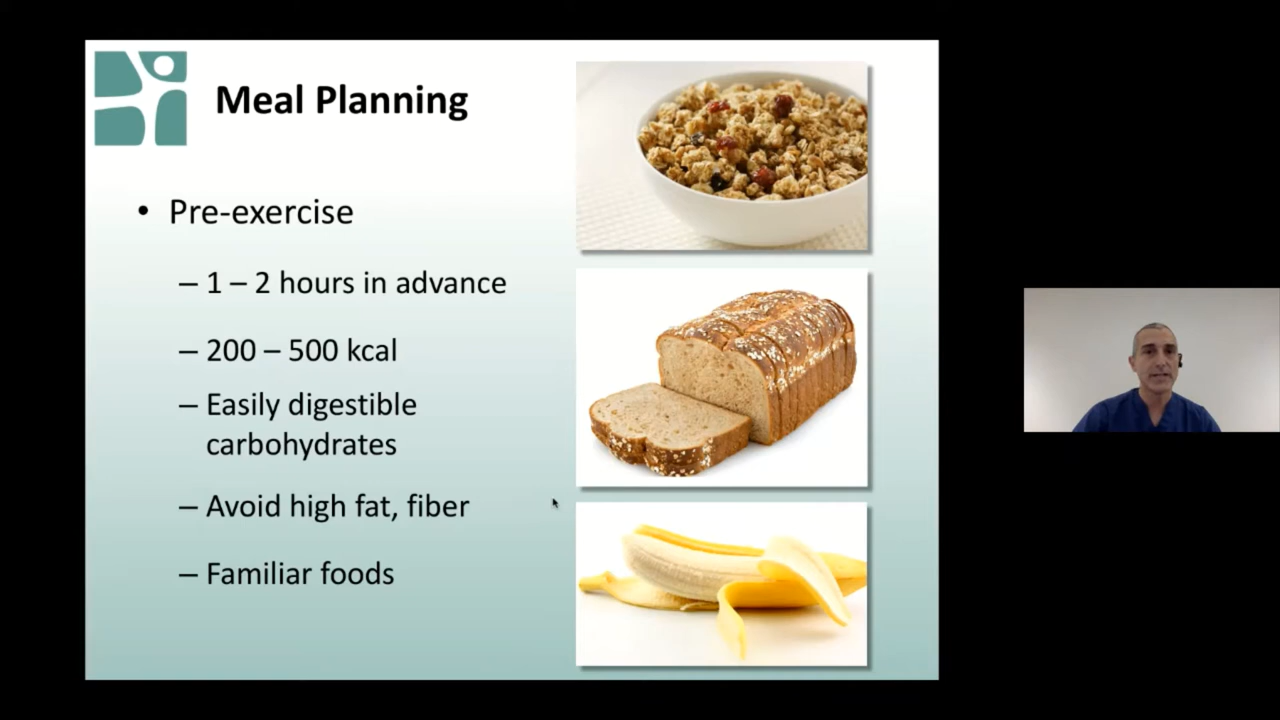 Meal Planning
• Pre-exercise
– 1 – 2 hours in advance
– 200 – 500 kcal
– Easily digestible
carbohydrates
– Avoid high fat, fiber
– Familiar foods